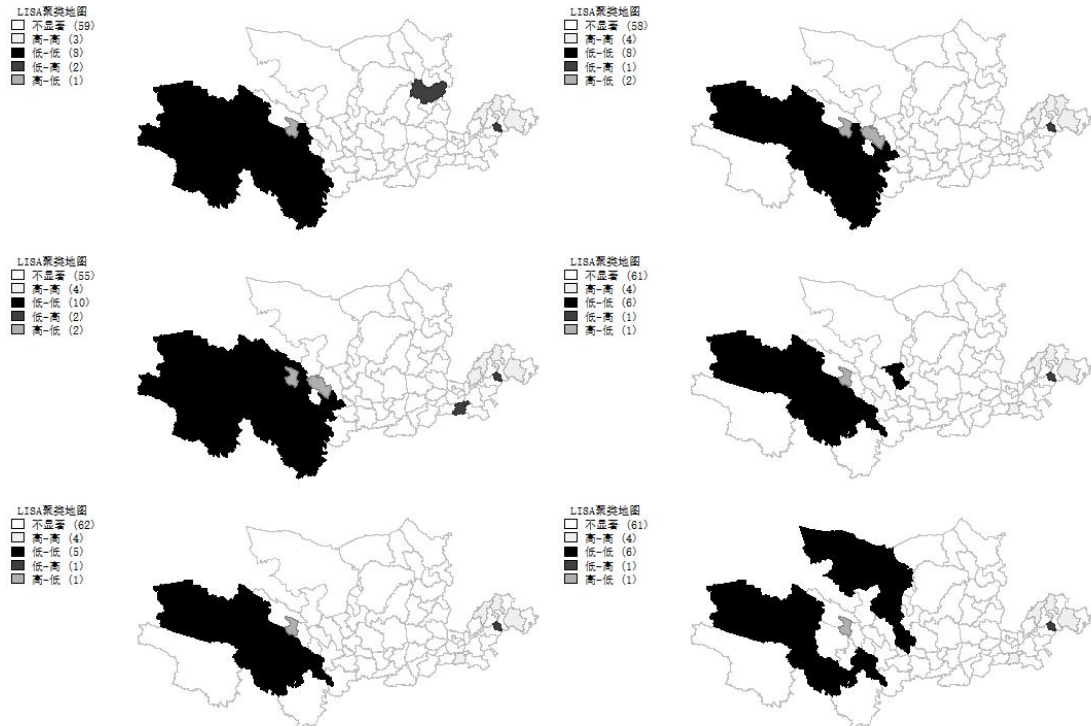 LISA聚类地图
不显著 (59)
高-高 (3)
低-低 (8)
低-高 (2)
高-低 (1)
LISA聚类地图
不显著 (58)
高-高 (4)
低-低 (8)
低-高 (1)
高-低 (2)
LISA聚类地图
不显著 (55)
高-高 (4)
低-低 (10)
低-高 (2)
高-低 (2)
LISA聚类地图
不显著 (61)
高-高 (4)
低-低 (6)
低-高 (1)
高-低 (1)
LISA聚类地图
不显著 (62)
高-高 (4)
低-低 (5)
低-高 (1)
高-低 (1)
LISA聚类地图
不显著 (61)
高-高 (4)
低-低 (6)
低-高 (1)
高-低 (1)